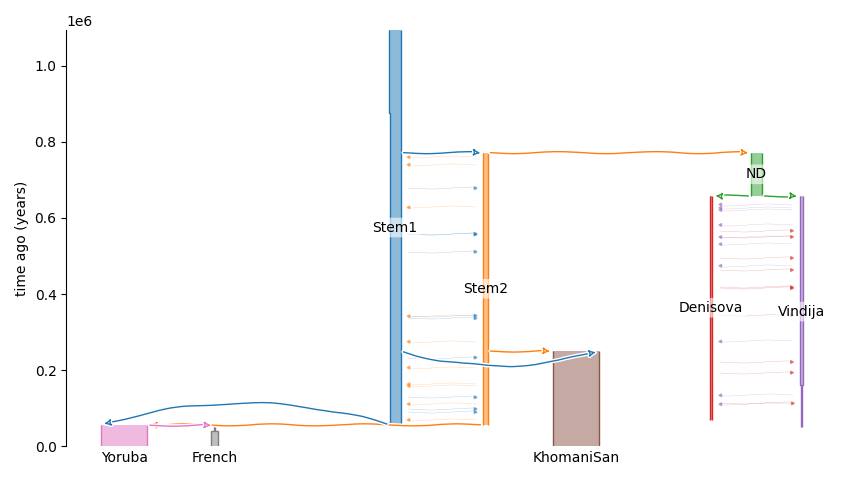 1e6
1.0
0.8
0.6
0.4
0.2
0.0
time ago (years)
ND
Stem1
Stem2
Denisova
Vindija
Yoruba
French
KhomaniSan